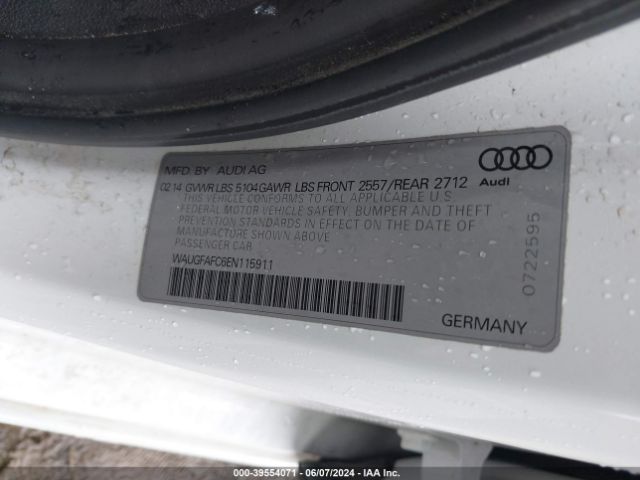 MFD. BY AUDI AG
02 14 GVWR LBS 5104 GAWR LBS FRONT 2557/REAR 2712
THIS VEHICLE CONFORMS TO ALL APPLICABLE U.S
FEDERAL MOTOR VEHICLE SAFETY, BUMPER AND THEFT
PREVENTION STANDARDS IN EFFECT ON THE DATE OF
MANUFACTURE SHOWN ABOVE
PASSENGER CAR
WAUGFAFC6EN115911
Audi
0722595
GERMANY
000-39554071 - 06/07/2024 - IAA Inc.